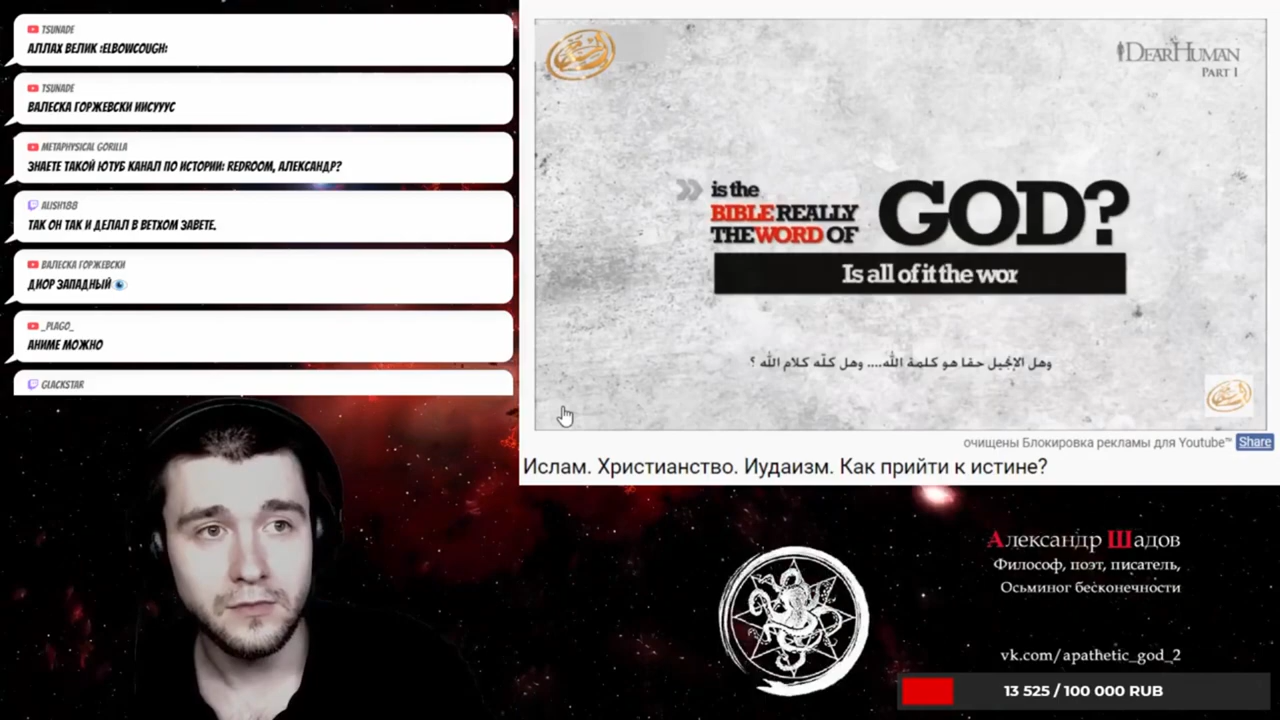 TSUNADE
АЛЛАХ ВЕЛИК :ELBOWCOUGH:
TSUNADE
ВАЛЕСКА ГОРЖЕВСКИ ИИСУУУС
METAPHYSICAL GORILLA
ЗНАЕТЕ ТАКОЙ ЮТУБ КАНАЛ ПО ИСТОРИИ: REDROOM, АЛЕКСАНДР?
ALISH188
ТАК ОН ТАК И ДЕЛАЛ В ВЕТХОМ ЗАВЕТЕ.
ВАЛЕСКА ГОРЖЕВСКИ
ДИОР ЗАПАДНЫЙ
_PLAGO_
АНИМЕ МОЖНО
GLACKSTAR
DEARHUMAN
PART I
is the
BIBLE REALLY
THE WORD OF
GOD?
Is all of it the wor
وهل الإنجيل حقا هو كلمة الله.... وهل كلّه كلام الله ؟
очищены Блокировка рекламы для Youtube™ Share
Ислам. Христианство. Иудаизм. Как прийти к истине?
Александр Шадов
Философ, поэт, писатель,
Осьминог бесконечности
vk.com/apathetic_god_2
13 525 / 100 000 RUB